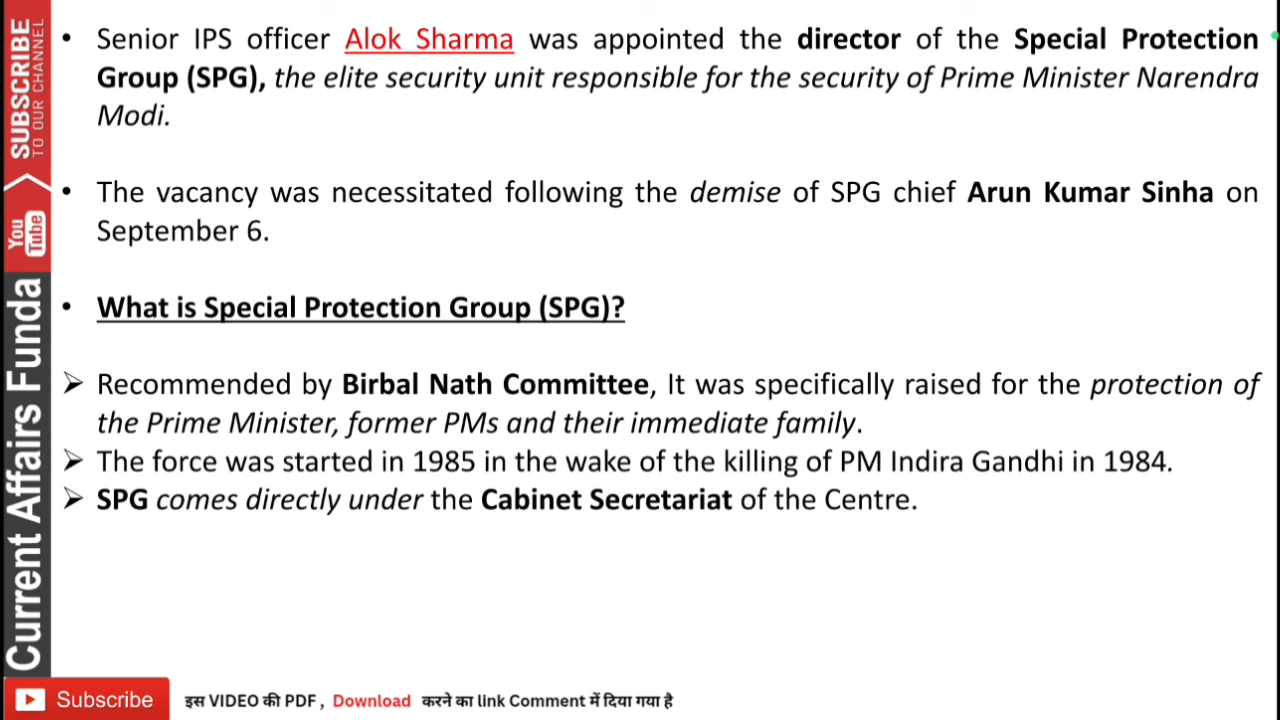 • Senior IPS officer Alok Sharma was appointed the director of the Special Protection
Group (SPG), the elite security unit responsible for the security of Prime Minister Narendra
Modi.
• The vacancy was necessitated following the demise of SPG chief Arun Kumar Sinha on
September 6.
• What is Special Protection Group (SPG)?
➢ Recommended by Birbal Nath Committee, It was specifically raised for the protection of
the Prime Minister, former PMs and their immediate family.
➢ The force was started in 1985 in the wake of the killing of PM Indira Gandhi in 1984.
➢ SPG comes directly under the Cabinet Secretariat of the Centre.
SUBSCRIBE
TO OUR CHANNEL
You
Tube
Current Affairs Funda
Subscribe
इस VIDEO की PDF , Download करने का link Comment में दिया गया है